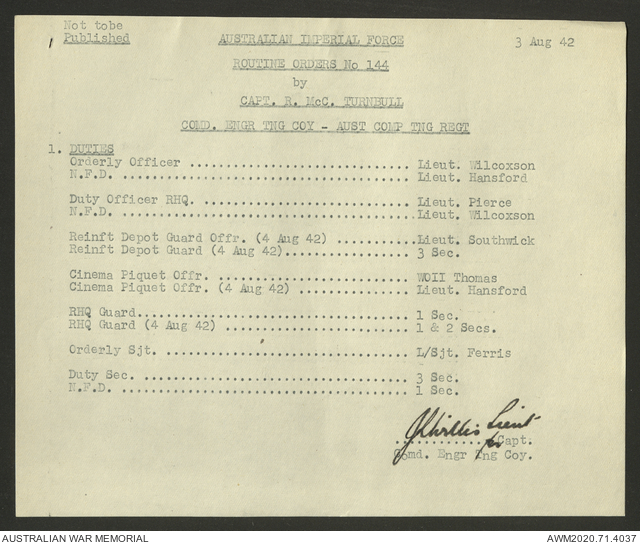 Not tobe
Published
AUSTRALIAN IMPERIAL FORCE
3 Aug 42
ROUTINE ORDERS No 144
by
CAPT. R. McC. TURNBULL
COMD. ENGR TNG COY - AUST COMP TNG REGT
1. DUTIES
Orderly Officer .................................. Lieut. Wilcoxson
N.F.D. ........................................... Lieut. Hansford
Duty Officer RHQ. ................................ Lieut. Pierce
N.F.D. ........................................... Lieut. Wilcoxson
Reinft Depot Guard Offr. (4 Aug 42) ..........Lieut. Southwick
Reinft Depot Guard (4 Aug 42)................... 3 Sec.
Cinema Piquet Offr. ............................. WOII Thomas
Cinema Piquet Offr. (4 Aug 42) ................. Lieut. Hansford
RHQ Guard........................................ 1 Sec.
RHQ Guard (4 Aug 42) ............................ 1 & 2 Secs.
Orderly Sjt. .................................... L/Sjt. Ferris
Duty Sec. ....................................... 3 Sec.
N.F.D. .......................................... 1 Sec.
Willis Lieut
............ Capt.
Comd. Engr Tng Coy.
AUSTRALIAN WAR MEMORIAL
AWM2020.71.4037